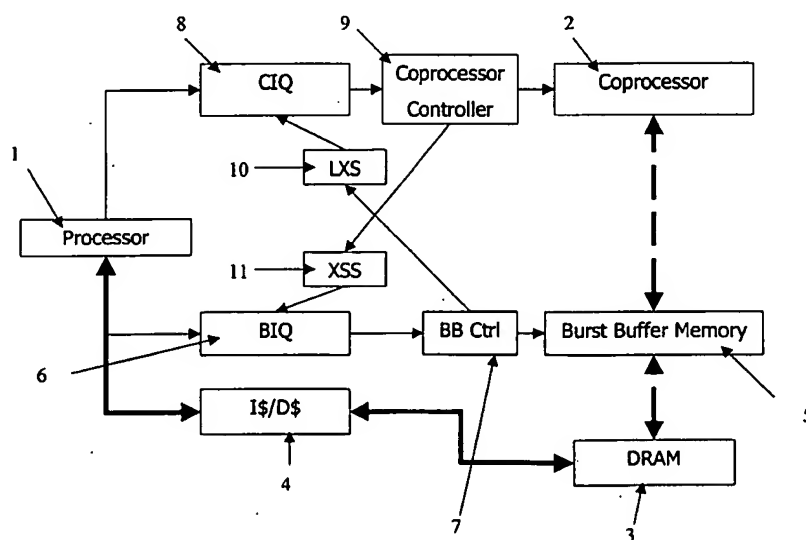 8
9
2
CIQ
Coprocessor
Controller
Coprocessor
1
10
LXS
Processor
11
XSS
BIQ
BB Ctrl
Burst Buffer Memory
6
I$/D$
5
4
DRAM
7
3